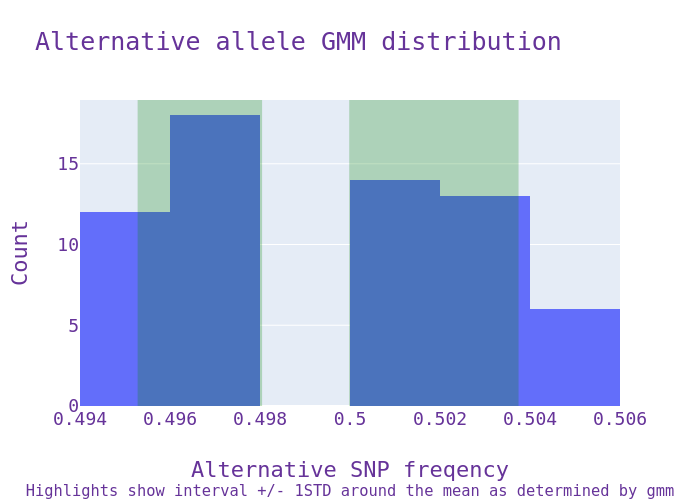 Alternative allele GMM distribution
Count
15
10
5
0
0.494 0.496 0.498 0.5 0.502 0.504 0.506
Alternative SNP freqency
Highlights show interval +/- 1STD around the mean as determined by gmm